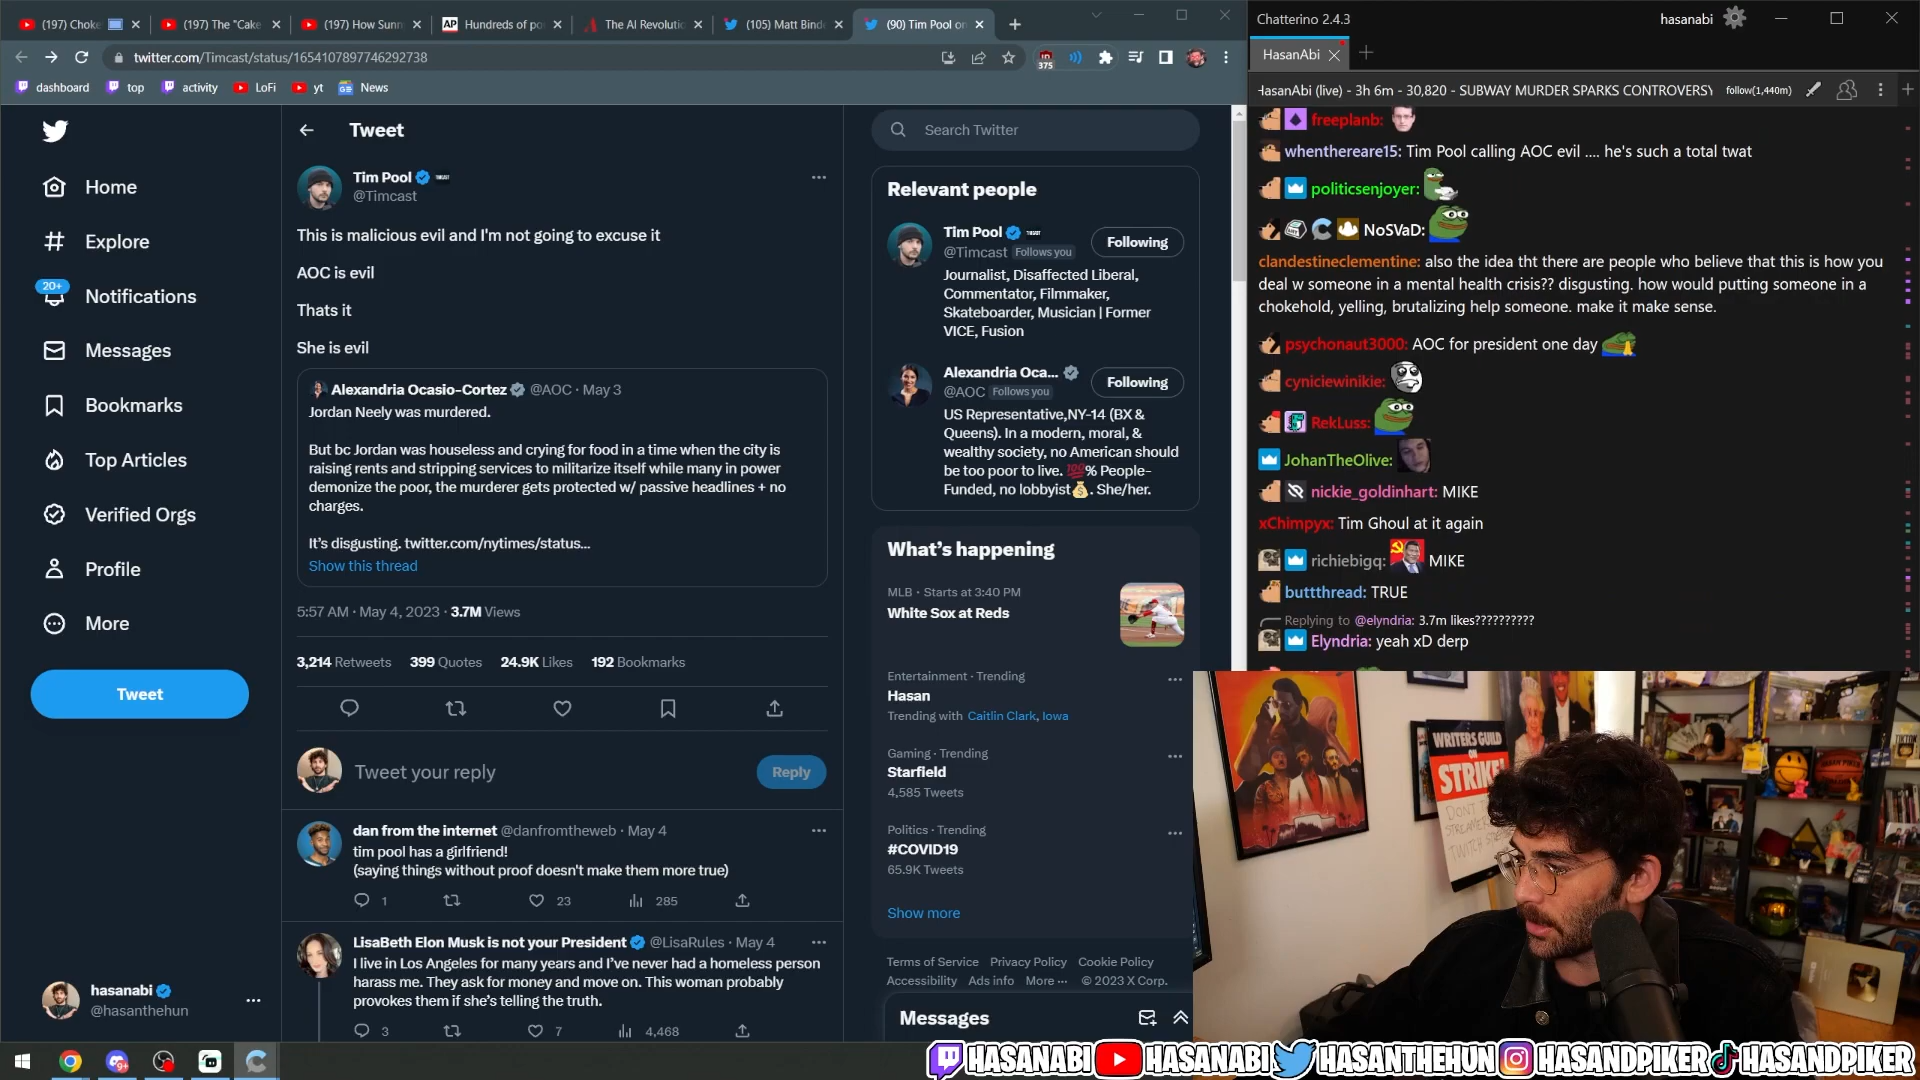 (197) Choke
(197) The "Cake
(197) How Sunr
Hundreds of po
The AI Revolutio
(105) Matt Binde
(90) Tim Pool on
twitter.com/Timcast/status/1654107897746292738
375
dashboard
top
activity
LoFi
yt
News
Home
Explore
20+
Notifications
Messages
Bookmarks
Top Articles
Verified Orgs
Profile
More
Tweet
hasanabi
@hasanthehun
Tweet
Tim Pool
@Timcast
This is malicious evil and I'm not going to excuse it
AOC is evil
Thats it
She is evil
Alexandria Ocasio-Cortez @AOC · May 3
Jordan Neely was murdered.
But bc Jordan was houseless and crying for food in a time when the city is
raising rents and stripping services to militarize itself while many in power
demonize the poor, the murderer gets protected w/ passive headlines + no
charges.
It's disgusting. twitter.com/nytimes/status...
Show this thread
5:57 AM · May 4, 2023 · 3.7M Views
3,214 Retweets 399 Quotes 24.9K Likes 192 Bookmarks
Tweet your reply
Reply
dan from the internet @danfromtheweb · May 4
tim pool has a girlfriend!
(saying things without proof doesn't make them more true)
1 23 285
LisaBeth Elon Musk is not your President @LisaRules · May 4
I live in Los Angeles for many years and I've never had a homeless person
harass me. They ask for money and move on. This woman probably
provokes them if she's telling the truth.
3 7 4,468
Search Twitter
Relevant people
Tim Pool
@Timcast Follows you
Following
Journalist, Disaffected Liberal,
Commentator, Filmmaker,
Skateboarder, Musician | Former
VICE, Fusion
Alexandria Oca...
@AOC Follows you
Following
US Representative,NY-14 (BX &
Queens). In a modern, moral, &
wealthy society, no American should
be too poor to live. 💯% People-
Funded, no lobbyist💰. She/her.
What's happening
MLB · Starts at 3:40 PM
White Sox at Reds
Entertainment · Trending
Hasan
Trending with Caitlin Clark, Iowa
Gaming · Trending
Starfield
4,585 Tweets
Politics · Trending
#COVID19
65.9K Tweets
Show more
Terms of Service Privacy Policy Cookie Policy
Accessibility Ads info More ··· © 2023 X Corp.
Messages
Chatterino 2.4.3
hasanabi
HasanAbi
HasanAbi (live) - 3h 6m - 30,820 - SUBWAY MURDER SPARKS CONTROVERSY
follow(1,440m)
freeplanb:
whenthereare15: Tim Pool calling AOC evil .... he's such a total twat
politicsenjoyer:
NoSVaD:
clandestineclementine: also the idea tht there are people who believe that this is how you
deal w someone in a mental health crisis?? disgusting. how would putting someone in a
chokehold, yelling, brutalizing help someone. make it make sense.
psychonaut3000: AOC for president one day
cyniciewinikie:
RekLuss:
JohanTheOlive:
nickie_goldinhart: MIKE
xChimpyx: Tim Ghoul at it again
richiebigq: MIKE
buttthread: TRUE
Replying to @elyndria: 3.7m likes??????????
Elyndria: yeah xD derp
WRITERS GUILD
ON
STRIKE!
HASANABI HASANABI HASANTHEHUN HASANDPIKER HASANDPIKER